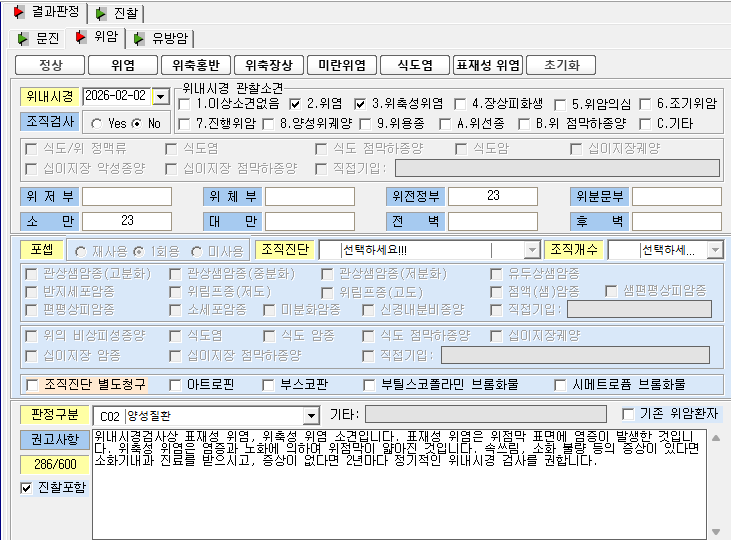 결과판정 진찰
문진 위암 유방암
정상 위염 위축홍반 위축장상 미란위염 식도염 표재성 위염 초기화
위내시경 관찰소견
위내시경 2026-02-02 1.이상소견없음 2.위염 3.위축성위염 4.장상피화생 5.위암의심 6.조기위암
조직검사 Yes No 7.진행위암 8.양성위궤양 9.위용종 A.위선종 B.위 점막하종양 C.기타
식도/위 정맥류 식도염 식도 점막하종양 식도암 십이지장궤양
십이지장 악성종양 십이지장 점막하종양 직접기입:
위 저 부 위 체 부 위전정부 23 위분문부
소 만 23 대 만 전 벽 후 벽
포셉 재사용 1회용 미사용 조직진단 선택하세요!!! 조직개수 선택하세...
관상샘암종(고분화) 관상샘암종(중분화) 관상샘암종(저분화) 유두상샘암종
반지세포암종 위림프종(저도) 위림프종(고도) 점액(샘)암종 샘편평상피암종
편평상피암종 소세포암종 미분화암종 신경내분비종양 직접기입:
위의 비상피성종양 식도염 식도 암종 식도 점막하종양 십이지장궤양
십이지장 암종 십이지장 점막하종양 직접기입:
조직진단 별도청구 아트로핀 부스코판 부틸스코폴라민 브롬화물 시메트로퓸 브롬화물
판정구분 C02 양성질환 기타: 기존 위암환자
권고사항 위내시경검사상 표재성 위염, 위축성 위염 소견입니다. 표재성 위염은 위점막 표면에 염증이 발생한 것입니
286/600 다. 위축성 위염은 염증과 노화에 의하여 위점막이 얇아진 것입니다. 속쓰림, 소화 불량 등의 증상이 있다면
진찰포함 소화기내과 진료를 받으시고, 증상이 없다면 2년마다 정기적인 위내시경 검사를 권합니다.